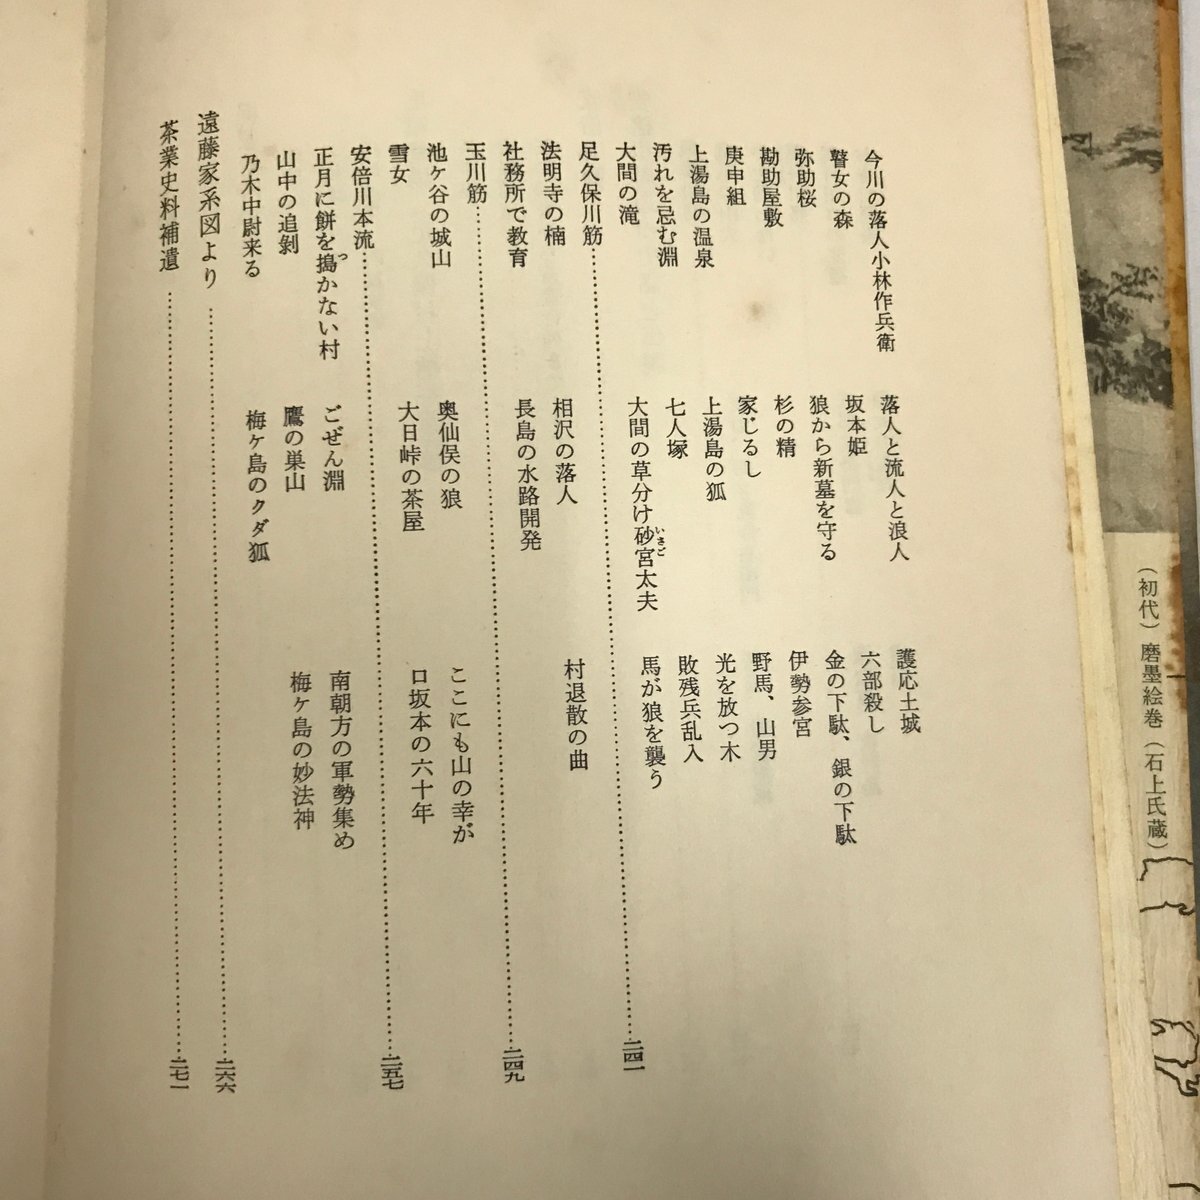 今川の落人小林作兵衛　落人と流人と浪人　護応土城
瞽女の森　坂本姫　六部殺し
弥助桜　狼から新墓を守る　金の下駄、銀の下駄
勘助屋敷　杉の精　伊勢参宮
庚申組　家じるし　野馬、山男
上湯島の温泉　上湯島の狐　光を放つ木
汚れを忌む淵　七人塚　敗残兵乱入
大間の滝　大間の草分け砂宮太夫　馬が狼を襲う
いさご
足久保川筋……………………二四一
法明寺の楠　相沢の落人　村退散の曲
社務所で教育　長島の水路開発
玉川筋……………………二四九
池ヶ谷の城山　奥仙俣の狼　ここにも山の幸が
雪女　大日峠の茶屋　口坂本の六十年
安倍川本流……………………二五七
正月に餅を搗かない村　ごぜん淵　南朝方の軍勢集め
つ
山中の追剝　鷹の巣山　梅ヶ島の妙法神
乃木中尉来る　梅ヶ島のクダ狐
遠藤家系図より……………………二六六
茶業史料補遺……………………二七一
（初代）磨墨絵巻（石上氏蔵）